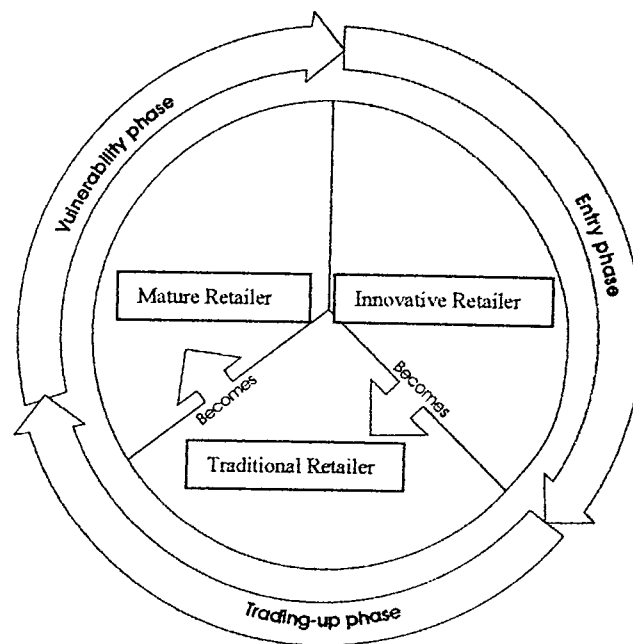 Vulnerability phase
Entry phase
Mature Retailer
Innovative Retailer
Becomes
Becomes
Traditional Retailer
Trading-up phase